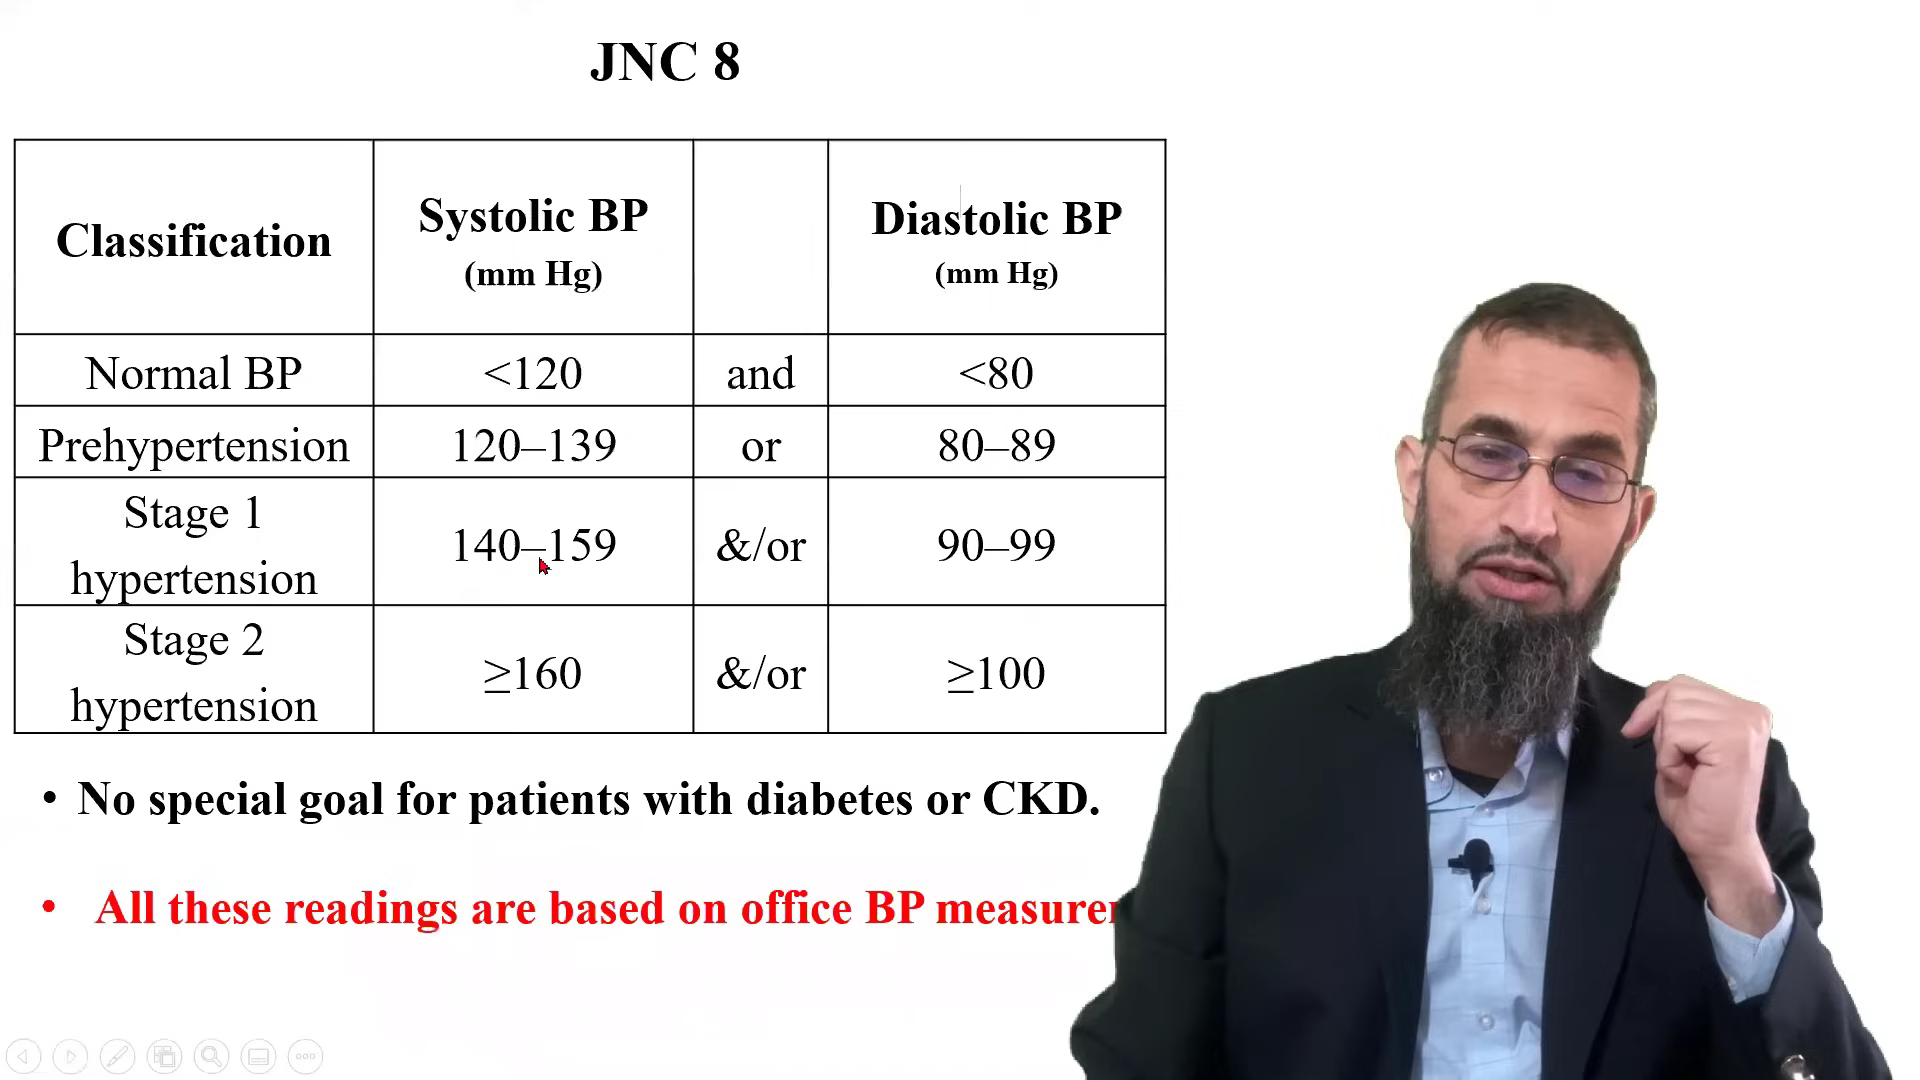 JNC 8
Classification
Systolic BP
(mm Hg)
Diastolic BP
(mm Hg)
Normal BP
<120
and
<80
Prehypertension
120–139
or
80–89
Stage 1
hypertension
140–159
&/or
90–99
Stage 2
hypertension
≥160
&/or
≥100
• No special goal for patients with diabetes or CKD.
• All these readings are based on office BP